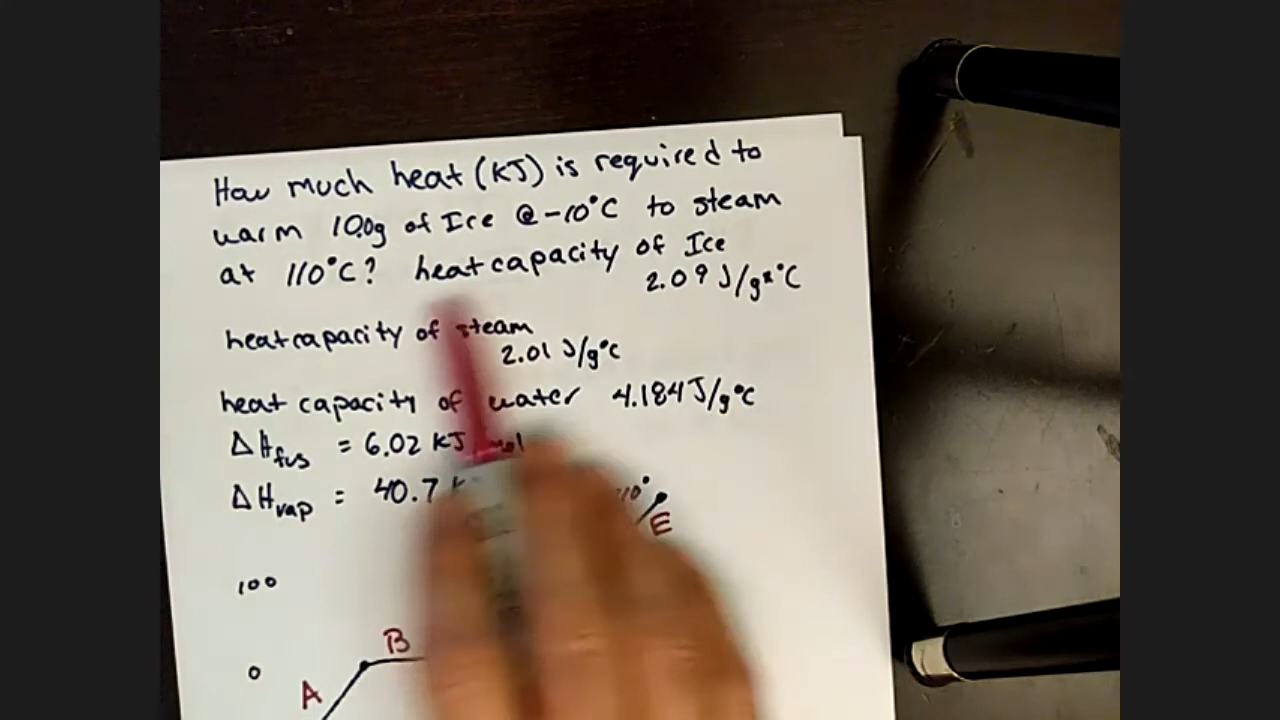 How much heat (KJ) is required to
warm 10.0g of Ice @ -10°C to steam
at 110°C? heat capacity of Ice
2.09 J/g*°C
heat capacity of steam
2.01 J/g°C
heat capacity of water 4.184 J/g°C
ΔHfus = 6.02 KJ mol
ΔHvap = 40.7
110°
E
100
B
0
A